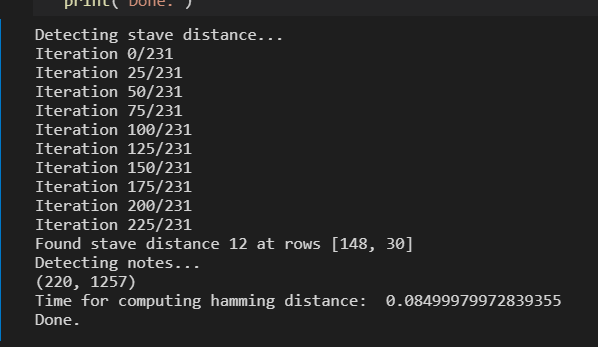 print("Done.")
Detecting stave distance...
Iteration 0/231
Iteration 25/231
Iteration 50/231
Iteration 75/231
Iteration 100/231
Iteration 125/231
Iteration 150/231
Iteration 175/231
Iteration 200/231
Iteration 225/231
Found stave distance 12 at rows [148, 30]
Detecting notes...
(220, 1257)
Time for computing hamming distance:  0.08499979972839355
Done.